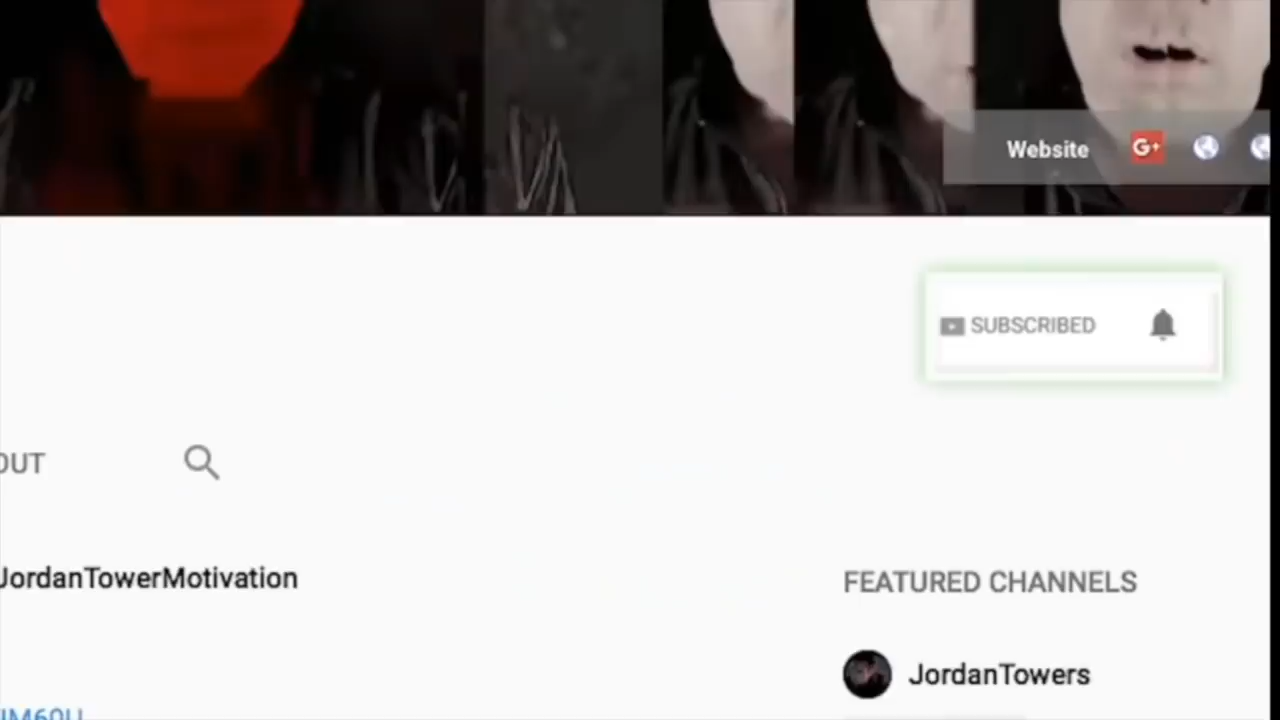 Website G+
SUBSCRIBED
OUT
JordanTowerMotivation
FEATURED CHANNELS
JordanTowers